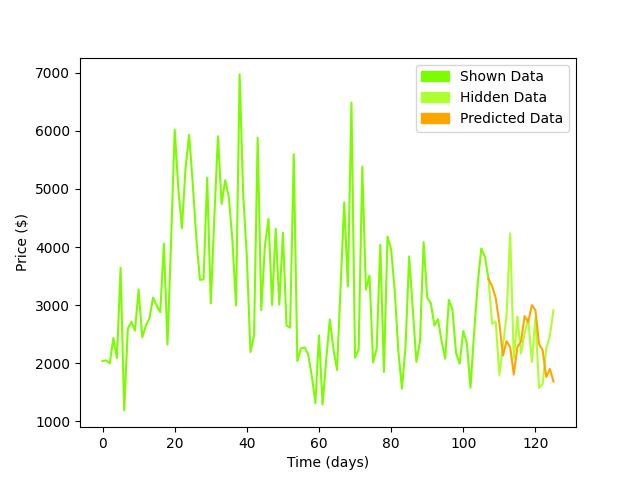 7000
6000
5000
4000
3000
2000
1000
Price ($)
0 20 40 60 80 100 120
Time (days)
Shown Data
Hidden Data
Predicted Data